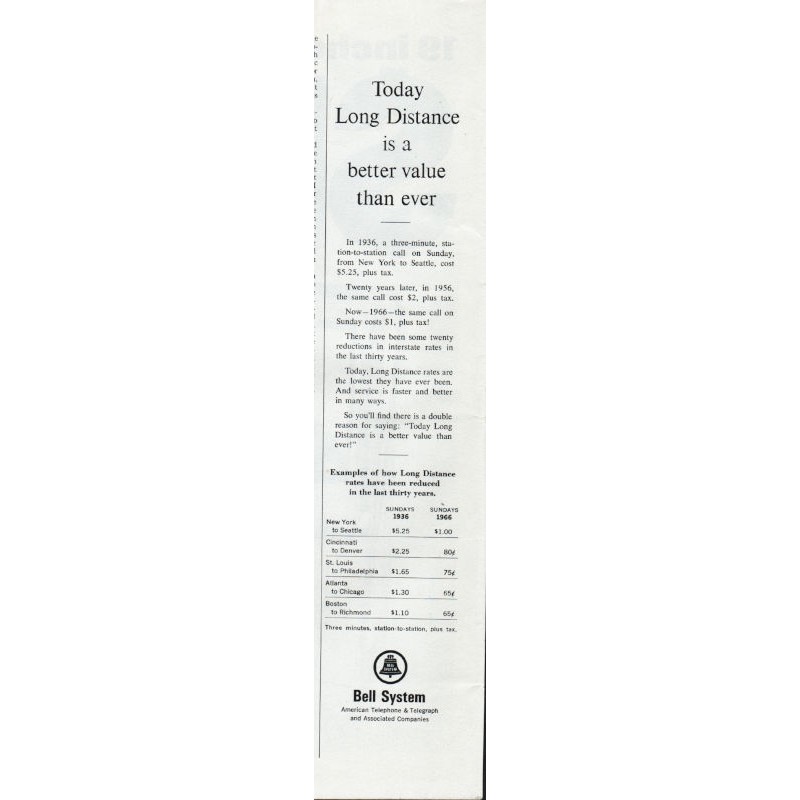 Today
Long Distance
is a
better value
than ever
In 1936, a three-minute, sta-
tion-to-station call on Sunday,
from New York to Seattle, cost
$5.25, plus tax.
Twenty years later, in 1956,
the same call cost $2, plus tax.
Now—1966—the same call on
Sunday costs $1, plus tax!
There have been some twenty
reductions in interstate rates in
the last thirty years.
Today, Long Distance rates are
the lowest they have ever been.
And service is faster and better
in many ways.
So you'll find there is a double
reason for saying: "Today Long
Distance is a better value than
ever!"
Examples of how Long Distance
rates have been reduced
in the last thirty years.
SUNDAYS SUNDAYS
1936 1966
New York
to Seattle $5.25 $1.00
Cincinnati
to Denver $2.25 80¢
St. Louis
to Philadelphia $1.65 75¢
Atlanta
to Chicago $1.30 65¢
Boston
to Richmond $1.10 65¢
Three minutes, station-to-station, plus tax.
BELL SYSTEM
Bell System
American Telephone & Telegraph
and Associated Companies